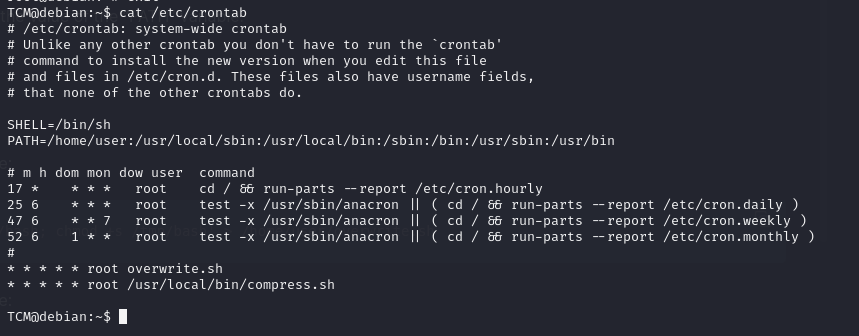 TCM@debian:~$ cat /etc/crontab
# /etc/crontab: system-wide crontab
# Unlike any other crontab you don't have to run the `crontab'
# command to install the new version when you edit this file
# and files in /etc/cron.d. These files also have username fields,
# that none of the other crontabs do.

SHELL=/bin/sh
PATH=/home/user:/usr/local/sbin:/usr/local/bin:/sbin:/bin:/usr/sbin:/usr/bin

# m h dom mon dow user  command
17 *    * * *   root    cd / && run-parts --report /etc/cron.hourly
25 6    * * *   root    test -x /usr/sbin/anacron || ( cd / && run-parts --report /etc/cron.daily )
47 6    * * 7   root    test -x /usr/sbin/anacron || ( cd / && run-parts --report /etc/cron.weekly )
52 6    1 * *   root    test -x /usr/sbin/anacron || ( cd / && run-parts --report /etc/cron.monthly )
#
* * * * * root overwrite.sh
* * * * * root /usr/local/bin/compress.sh

TCM@debian:~$